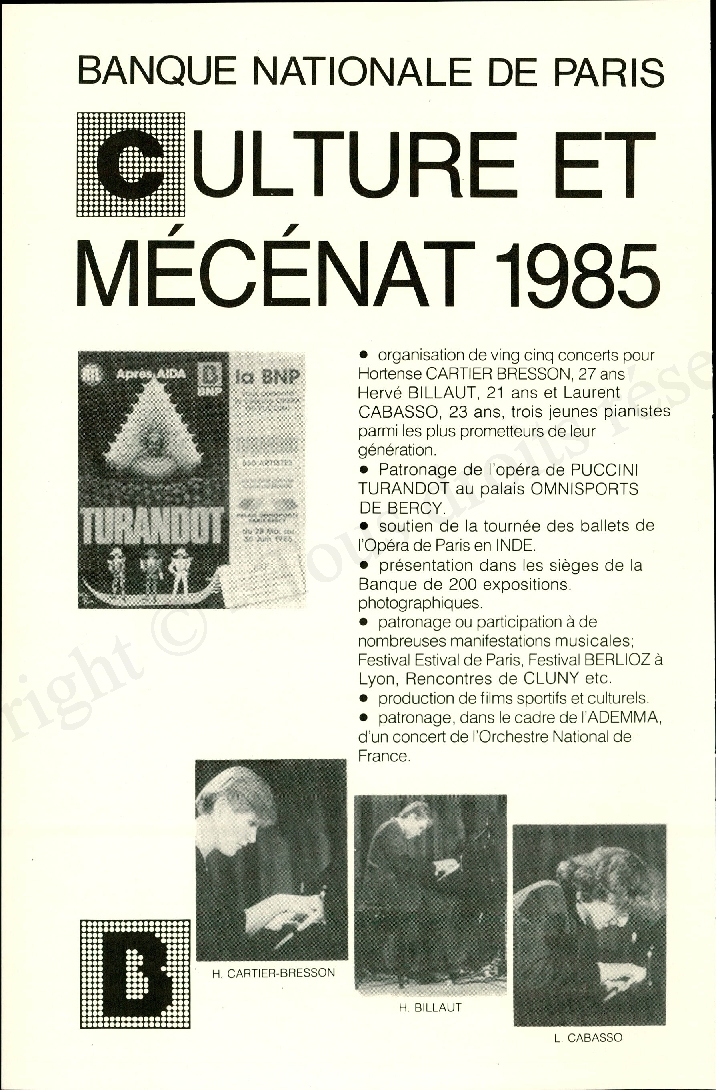 BANQUE NATIONALE DE PARIS
CULTURE ET
MÉCÉNAT 1985
Après AIDA
BNP
la BNP
TURANDOT
• organisation de ving cinq concerts pour
Hortense CARTIER BRESSON, 27 ans
Hervé BILLAUT, 21 ans et Laurent
CABASSO, 23 ans, trois jeunes pianistes
parmi les plus prometteurs de leur
génération.
• Patronage de l'opéra de PUCCINI
TURANDOT au palais OMNISPORTS
DE BERCY.
• soutien de la tournée des ballets de
l'Opéra de Paris en INDE.
• présentation dans les sièges de la
Banque de 200 expositions.
photographiques.
• patronage ou participation à de
nombreuses manifestations musicales;
Festival Estival de Paris, Festival BERLIOZ à
Lyon, Rencontres de CLUNY etc.
• production de films sportifs et culturels.
• patronage, dans le cadre de l'ADEMMA,
d'un concert de l'Orchestre National de
France.
H. CARTIER-BRESSON
H. BILLAUT
L. CABASSO
B